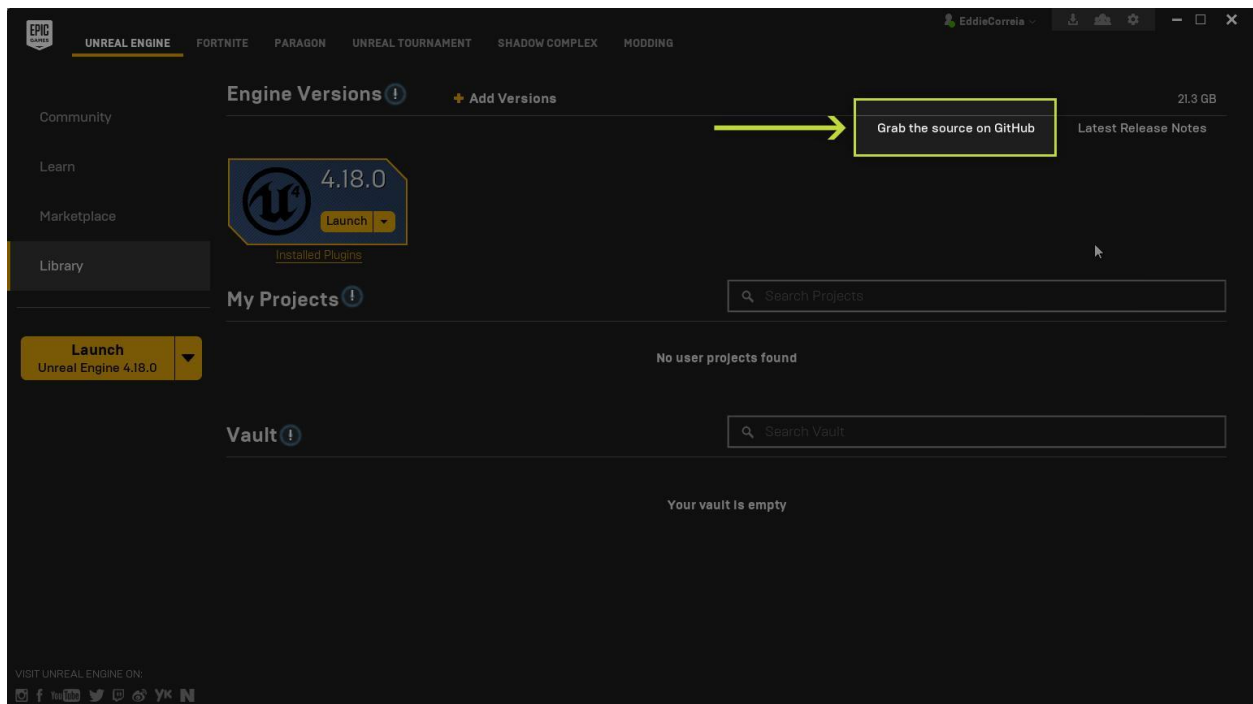 EPIC
GAMES
EddieCorreia
UNREAL ENGINE FORTNITE PARAGON UNREAL TOURNAMENT SHADOW COMPLEX MODDING
Engine Versions
+ Add Versions
21.3 GB
Grab the source on GitHub
Latest Release Notes
Community
Learn
Marketplace
Library
4.18.0
Launch
Installed Plugins
My Projects
Search Projects
Launch
Unreal Engine 4.18.0
No user projects found
Vault
Search Vault
Your vault is empty
VISIT UNREAL ENGINE ON:
YouTube